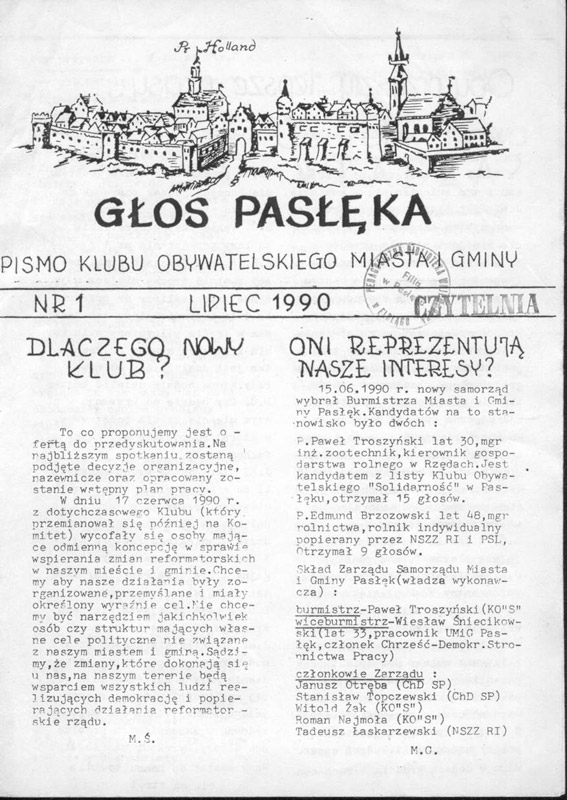 Pr Holland
GŁOS PASŁĘKA
PISMO KLUBU OBYWATELSKIEGO MIASTA i GMINY
NR 1 LIPIEC 1990
Filia
w Pasłęku
CZYTELNIA
DLACZEGO NOWY
KLUB ?
To co proponujemy jest o -
fertą do przedyskutowania.Na
najbliższym spotkaniu zostaną
podjęte decyzje organizacyjne,
nazewnicze oraz opracowany zo-
stanie wstępny plan pracy.
W dniu 17 czerwca 1990 r.
z dotychczasowego Klubu (który
przemianował się później na Ko-
mitet) wycofały się osoby mają-
ce odmienną koncepcję w sprawie
wspierania zmian reformatorskich
w naszym mieście i gminie.Chce-
my aby nasze działania były zo-
rganizowane,przemyślane i miały
określony wyraźnie cel.Nie chce-
my być narzędziem jakichkolwiek
osób czy struktur mających włas-
ne cele polityczne nie związane
z naszym miastem i gminą.Sądzi-
my,że zmiany,które dokonają się
u nas,na naszym tererie będą
wsparciem wszystkich ludzi rea-
lizujących demokrację i popie-
rających działania reformator -
skie rządu.
M.Ś.
ONI REPREZENTUJĄ
NASZE INTERESY?
15.06.1990 r. nowy samorząd
wybrał Burmistrza Miasta i Gmi-
ny Pasłęk.Kandydatów na to sta-
nowisko było dwóch :
P.Paweł Troszyński lat 30,mgr
inż.zootechnik,kierownik gospo-
darstwa rolnego w Rzędach.Jest
kandydatem z listy Klubu Obywa-
telskiego "Solidarność" w Pas-
łęku,otrzymał 15 głosów.
P.Edmund Brzozowski lat 48,mgr
rolnictwa,rolnik indywidualny
popierany przez NSZZ RI i PSL,
Otrzymał 9 głosów.
Skład Zarządu Samorządu Miasta
i Gminy Pasłęk(władza wykonaw-
cza) :
burmistrz-Paweł Troszyński(KO"S"
wiceburmistrz-Wiesław Śniecikow-
ski(lat 33,pracownik UMiG Pas-
łęk,członek Chrześć-Demokr.Stro-
nnictwa Pracy)
członkowie Zarządu :
Janusz Otręba (ChD SP)
Stanisław Topczewski (ChD SP)
Witold Żak (KO"S")
Roman Najmoła (KO"S")
Tadeusz Łaskarzewski (NSZZ RI)
M.G.